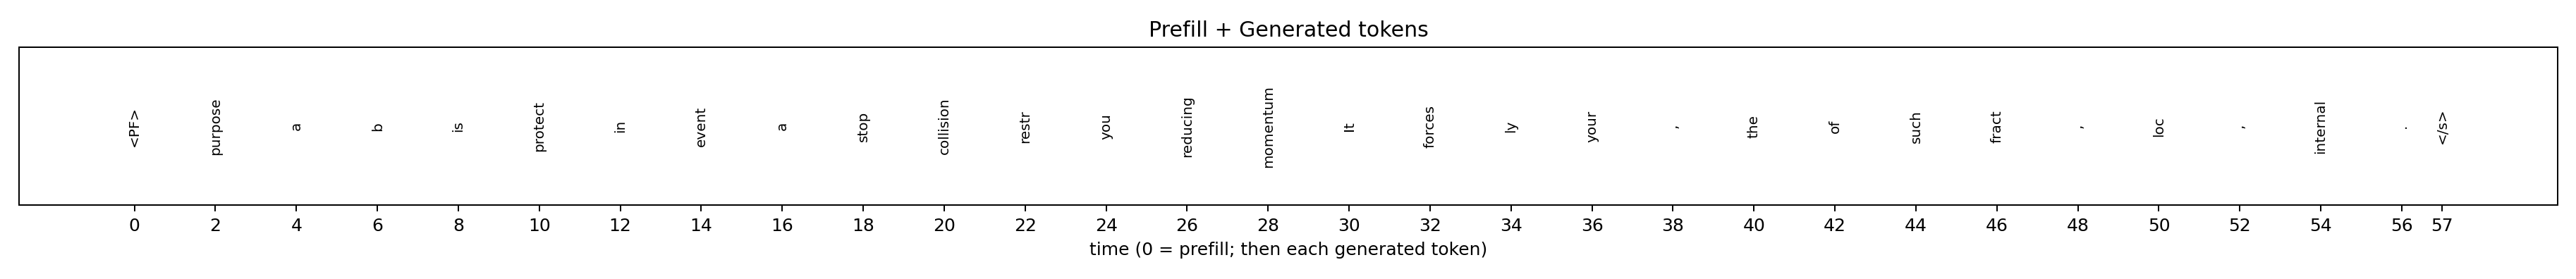 Prefill + Generated tokens
<PF> purpose a b is protect in event a stop collision restr you reducing momentum It forces ly your , the of such fract , loc , internal . </s>
0 2 4 6 8 10 12 14 16 18 20 22 24 26 28 30 32 34 36 38 40 42 44 46 48 50 52 54 56 57
time (0 = prefill; then each generated token)